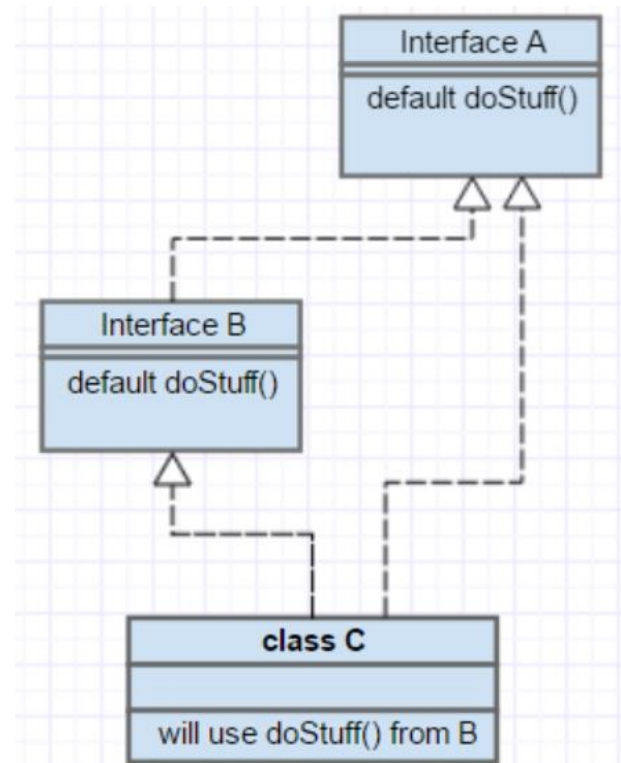 Interface A
default doStuff()
Interface B
default doStuff()
class C
will use doStuff() from B